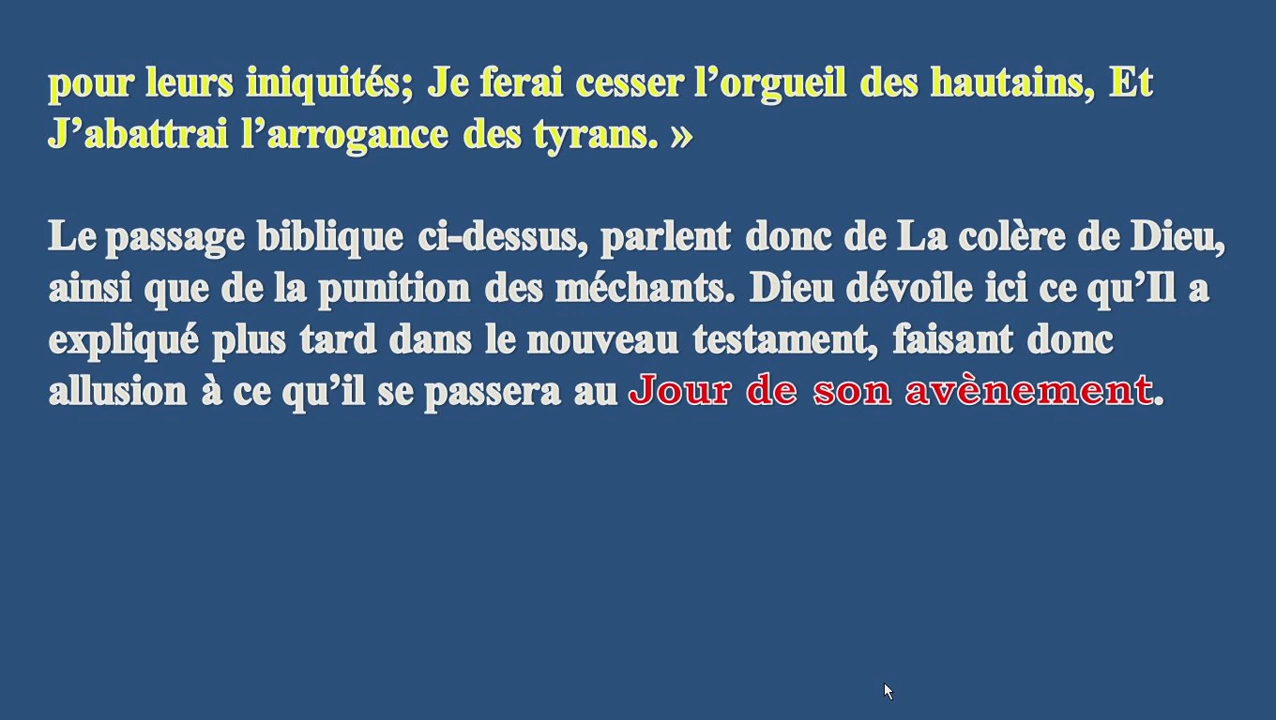 pour leurs iniquités; Je ferai cesser l’orgueil des hautains, Et
J’abattrai l’arrogance des tyrans. »
Le passage biblique ci-dessus, parlent donc de La colère de Dieu,
ainsi que de la punition des méchants. Dieu dévoile ici ce qu’Il a
expliqué plus tard dans le nouveau testament, faisant donc
allusion à ce qu’il se passera au Jour de son avènement.